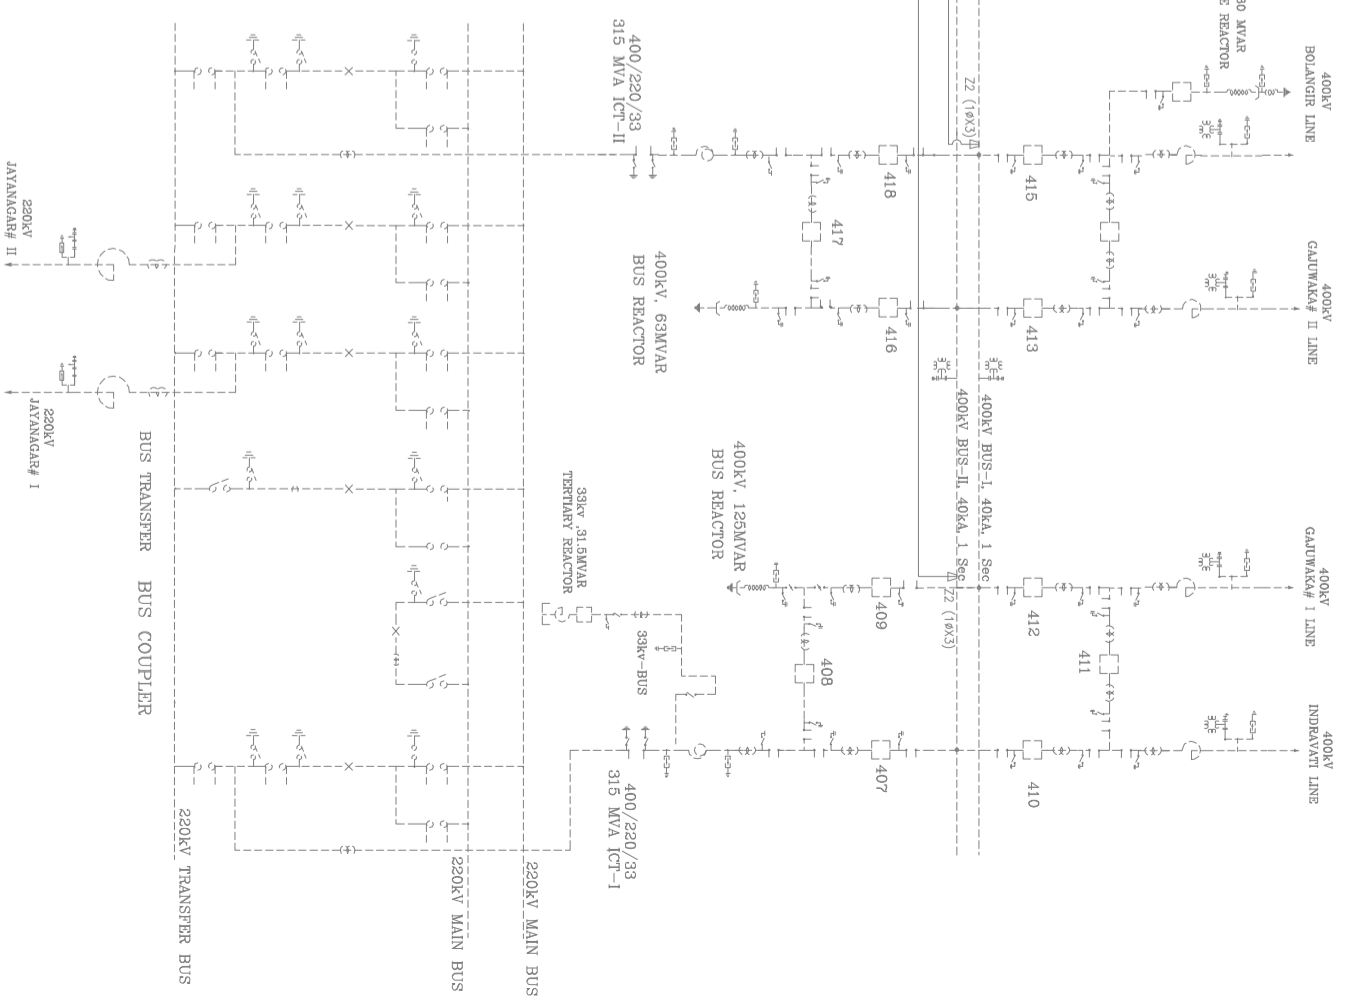 80 MVAR
E REACTOR
400kV
BOLANGIR LINE
400kV
GAJUWAKA# II LINE
400kV
GAJUWAKA# I LINE
400kV
INDRAVATI LINE
415
413
412
411
410
Z2 (1ØX3)
400kV BUS-I, 40kA, 1 Sec
400kV BUS-II, 40kA, 1 Sec
Z2 (1ØX3)
418
417
416
409
408
407
400/220/33
315 MVA ICT-II
400kV, 63MVAR
BUS REACTOR
400kV, 125MVAR
BUS REACTOR
33kv ,31.5MVAR
TERTIARY REACTOR
33kv-BUS
400/220/33
315 MVA ICT-I
220kV MAIN BUS
220kV MAIN BUS
220kV TRANSFER BUS
BUS TRANSFER
BUS COUPLER
220kV
JAYANAGAR# II
220kV
JAYANAGAR# I